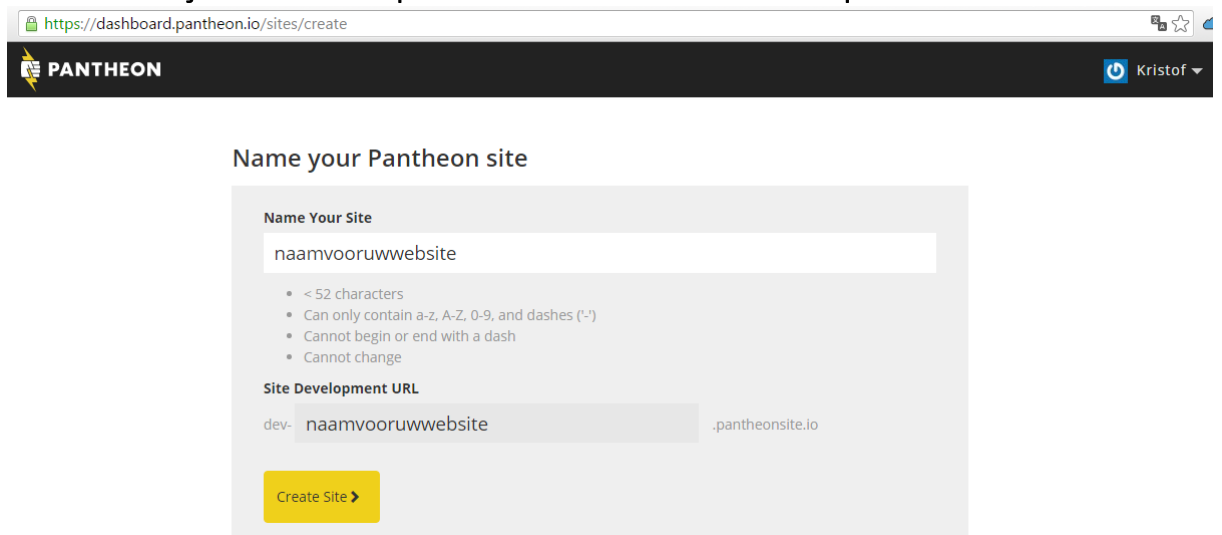 https://dashboard.pantheon.io/sites/create
PANTHEON
Kristof
Name your Pantheon site
Name Your Site
naamvooruwwebsite
< 52 characters
Can only contain a-z, A-Z, 0-9, and dashes ('-')
Cannot begin or end with a dash
Cannot change
Site Development URL
dev- naamvooruwwebsite .pantheonsite.io
Create Site